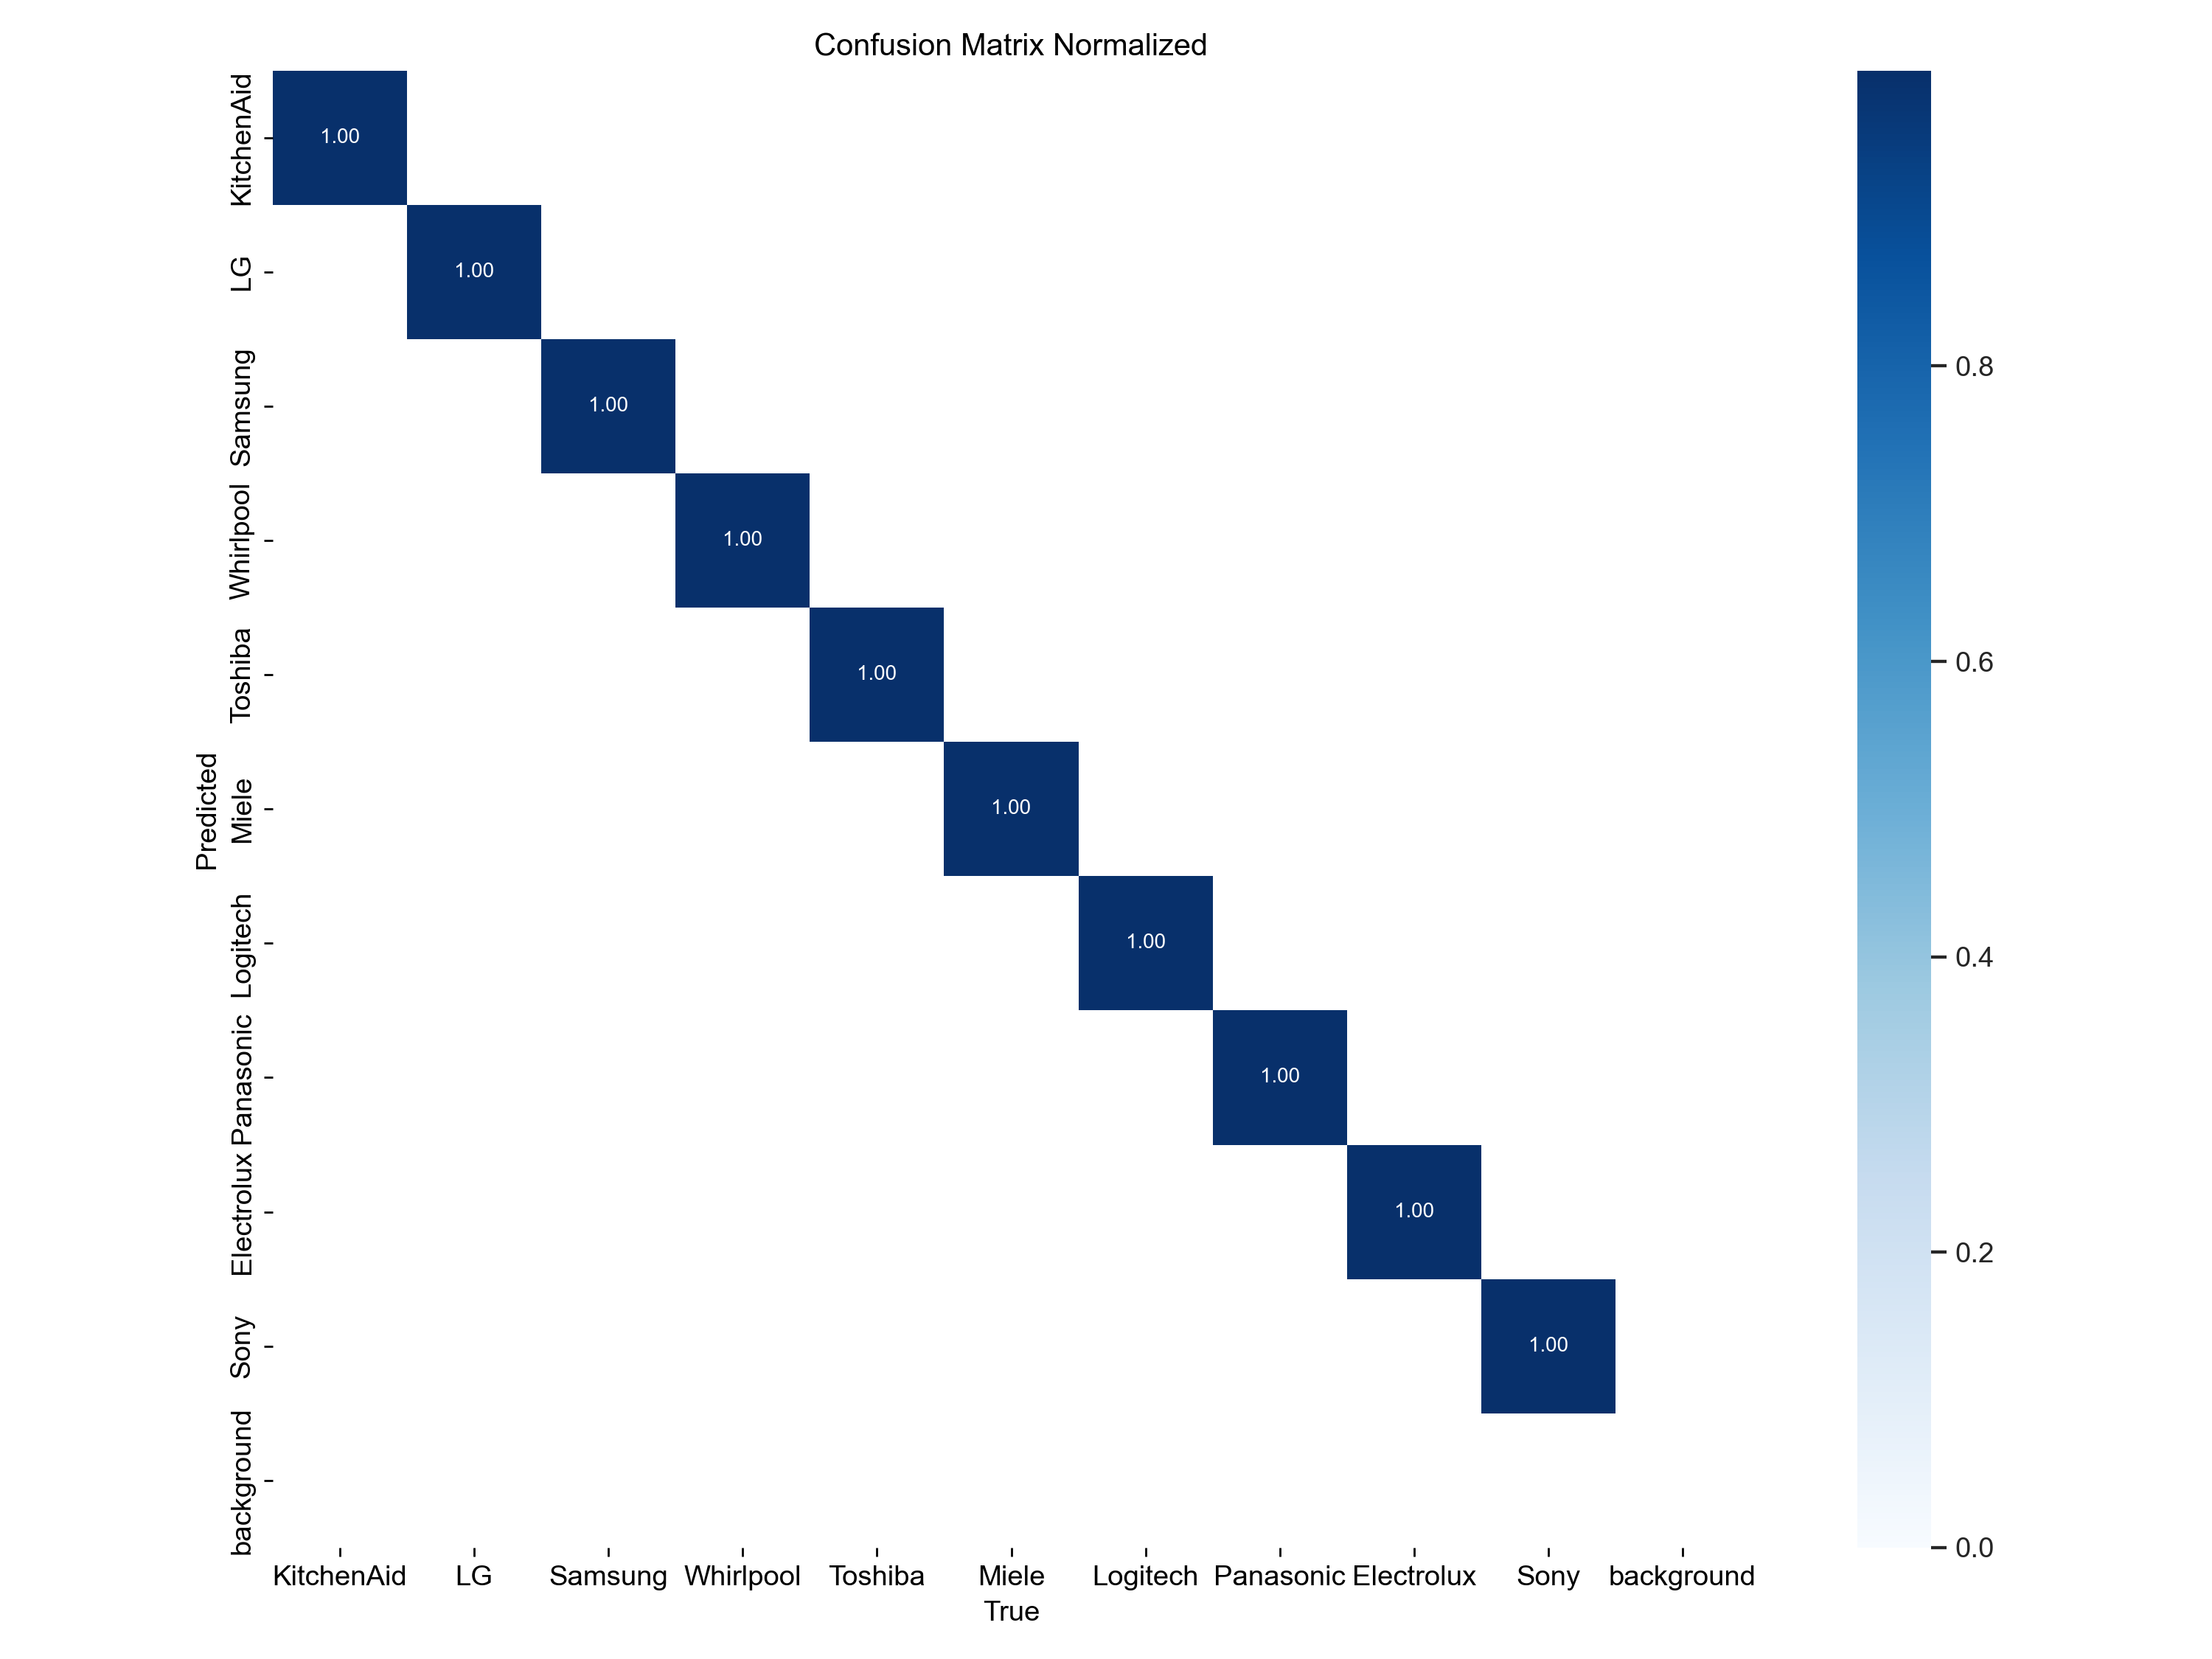 Confusion Matrix Normalized
KitchenAid
LG
Samsung
Whirlpool
Toshiba
Miele
Logitech
Panasonic
Electrolux
Sony
background
Predicted
1.00
1.00
1.00
1.00
1.00
1.00
1.00
1.00
1.00
1.00
KitchenAid LG Samsung Whirlpool Toshiba Miele Logitech Panasonic Electrolux Sony background
True
0.8
0.6
0.4
0.2
0.0